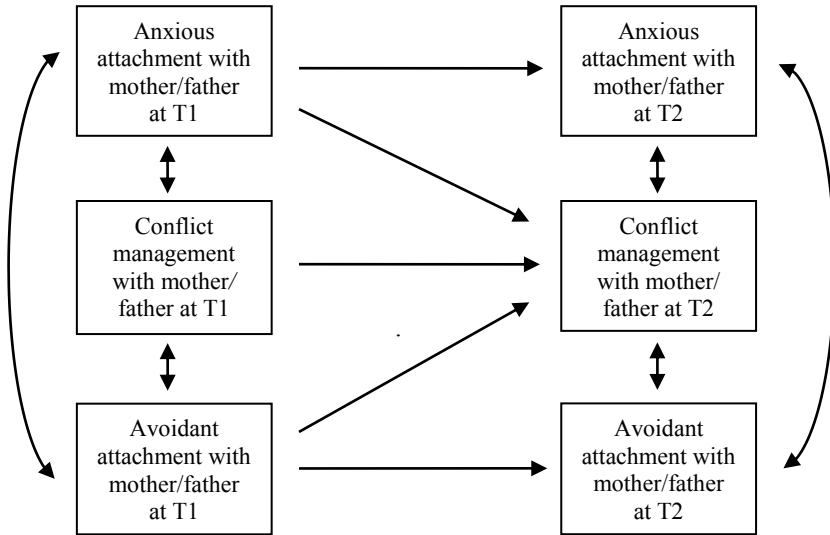 Anxious
attachment with
mother/father
at T1
Anxious
attachment with
mother/father
at T2
Conflict
management
with mother/
father at T1
Conflict
management
with mother/
father at T2
Avoidant
attachment with
mother/father
at T1
Avoidant
attachment with
mother/father
at T2